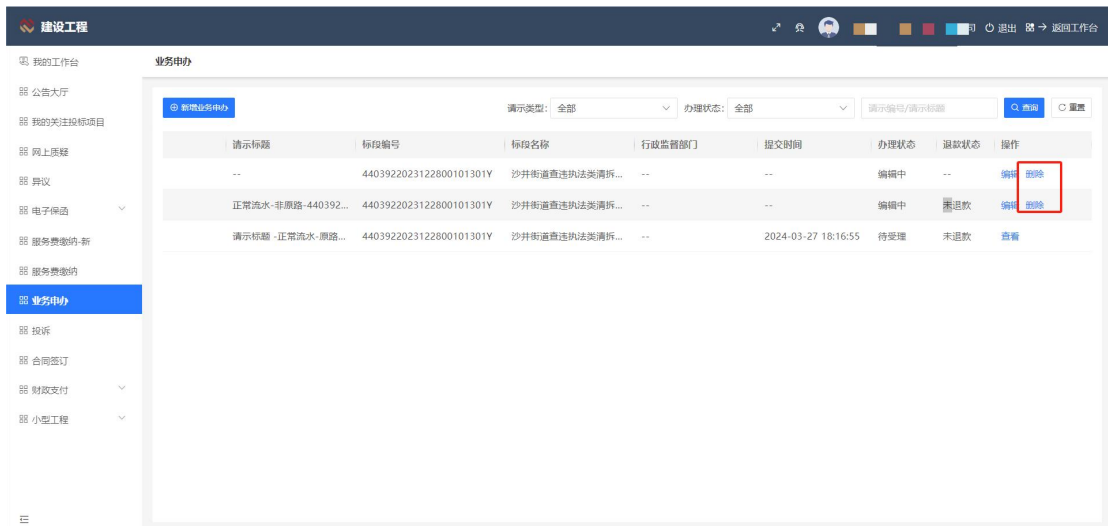 建设工程
司 退出 返回工作台
我的工作台
公告大厅
我的关注投标项目
网上质疑
异议
电子保函
服务费缴纳-新
服务费缴纳
业务申办
投诉
合同签订
财政支付
小型工程
业务申办
新增业务申办 请示类型: 全部 办理状态: 全部 请示编号/请示标题 查询 重置
请示标题 标段编号 标段名称 行政监督部门 提交时间 办理状态 退款状态 操作
-- 4403922023122800101301Y 沙井街道查违执法类清拆... -- -- 编辑中 -- 编辑 删除
正常流水-非原路-440392... 4403922023122800101301Y 沙井街道查违执法类清拆... -- -- 编辑中 未退款 编辑 删除
请示标题 -正常流水-原路... 4403922023122800101301Y 沙井街道查违执法类清拆... -- 2024-03-27 18:16:55 待受理 未退款 查看